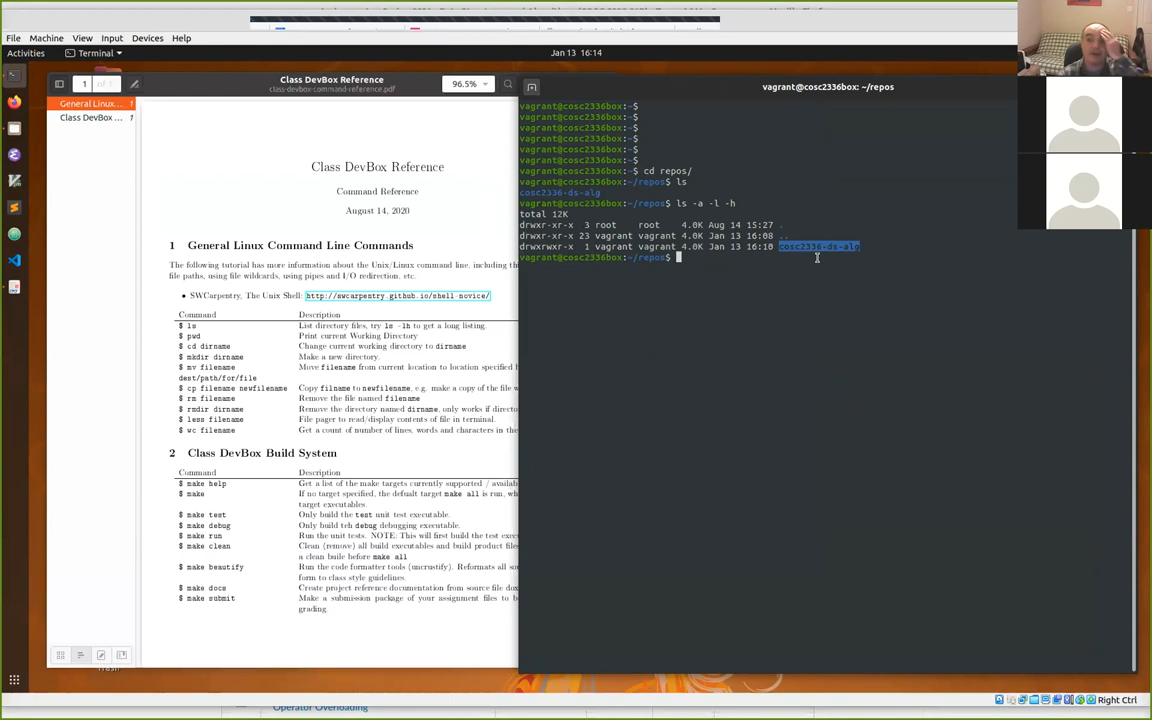 File Machine View Input Devices Help
Activities Terminal Jan 13 16:14
1
Class DevBox Reference
class-devbox-command-reference.pdf
96.5%
vagrant@cosc2336box: ~/repos
General Linux... 1
Class DevBox ... 1
Class DevBox Reference
Command Reference
August 14, 2020
1 General Linux Command Line Commands
The following tutorial has more information about the Unix/Linux command line, including th
file paths, using file wildcards, using pipes and I/O redirection, etc.
• SWCarpentry, The Unix Shell: http://swcarpentry.github.io/shell-novice/
Command Description
$ ls List directory files, try ls -lh to get a long listing.
$ pwd Print current Working Directory
$ cd dirname Change current working directory to dirname
$ mkdir dirname Make a new directory.
$ mv filename Move filename from current location to location specified b
dest/path/for/file
$ cp filename newfilename Copy filname to newfilename, e.g. make a copy of the file w
$ rm filename Remove the file named filename
$ rmdir dirname Remove the directory named dirname, only works if directo
$ less filename File pager to read/display contents of file in terminal.
$ wc filename Get a count of number of lines, words and characters in the
2 Class DevBox Build System
Command Description
$ make help Get a list of the make targets currently supported / availab
$ make If no target specified, the defualt target make all is run, wh
target executables.
$ make test Only build the test unit test executable.
$ make debug Only build teh debug debugging executable.
$ make run Run the unit tests. NOTE: This will first build the test exec
$ make clean Clean (remove) all build executables and build product files
a clean buile before make all
$ make beautify Run the code formatter tools (uncrustify). Reformats all so
form to class style guidelines.
$ make docs Create project reference documentation from source file dox
$ make submit Make a submission package of your assignment files to b
grading.
vagrant@cosc2336box:~$
vagrant@cosc2336box:~$
vagrant@cosc2336box:~$
vagrant@cosc2336box:~$
vagrant@cosc2336box:~$
vagrant@cosc2336box:~$
vagrant@cosc2336box:~$ cd repos/
vagrant@cosc2336box:~/repos$ ls
cosc2336-ds-alg
vagrant@cosc2336box:~/repos$ ls -a -l -h
total 12K
drwxr-xr-x 3 root root 4.0K Aug 14 15:27 .
drwxr-xr-x 23 vagrant vagrant 4.0K Jan 13 16:08 ..
drwxrwxr-x 1 vagrant vagrant 4.0K Jan 13 16:10 cosc2336-ds-alg
vagrant@cosc2336box:~/repos$
Right Ctrl
Operator Overloading